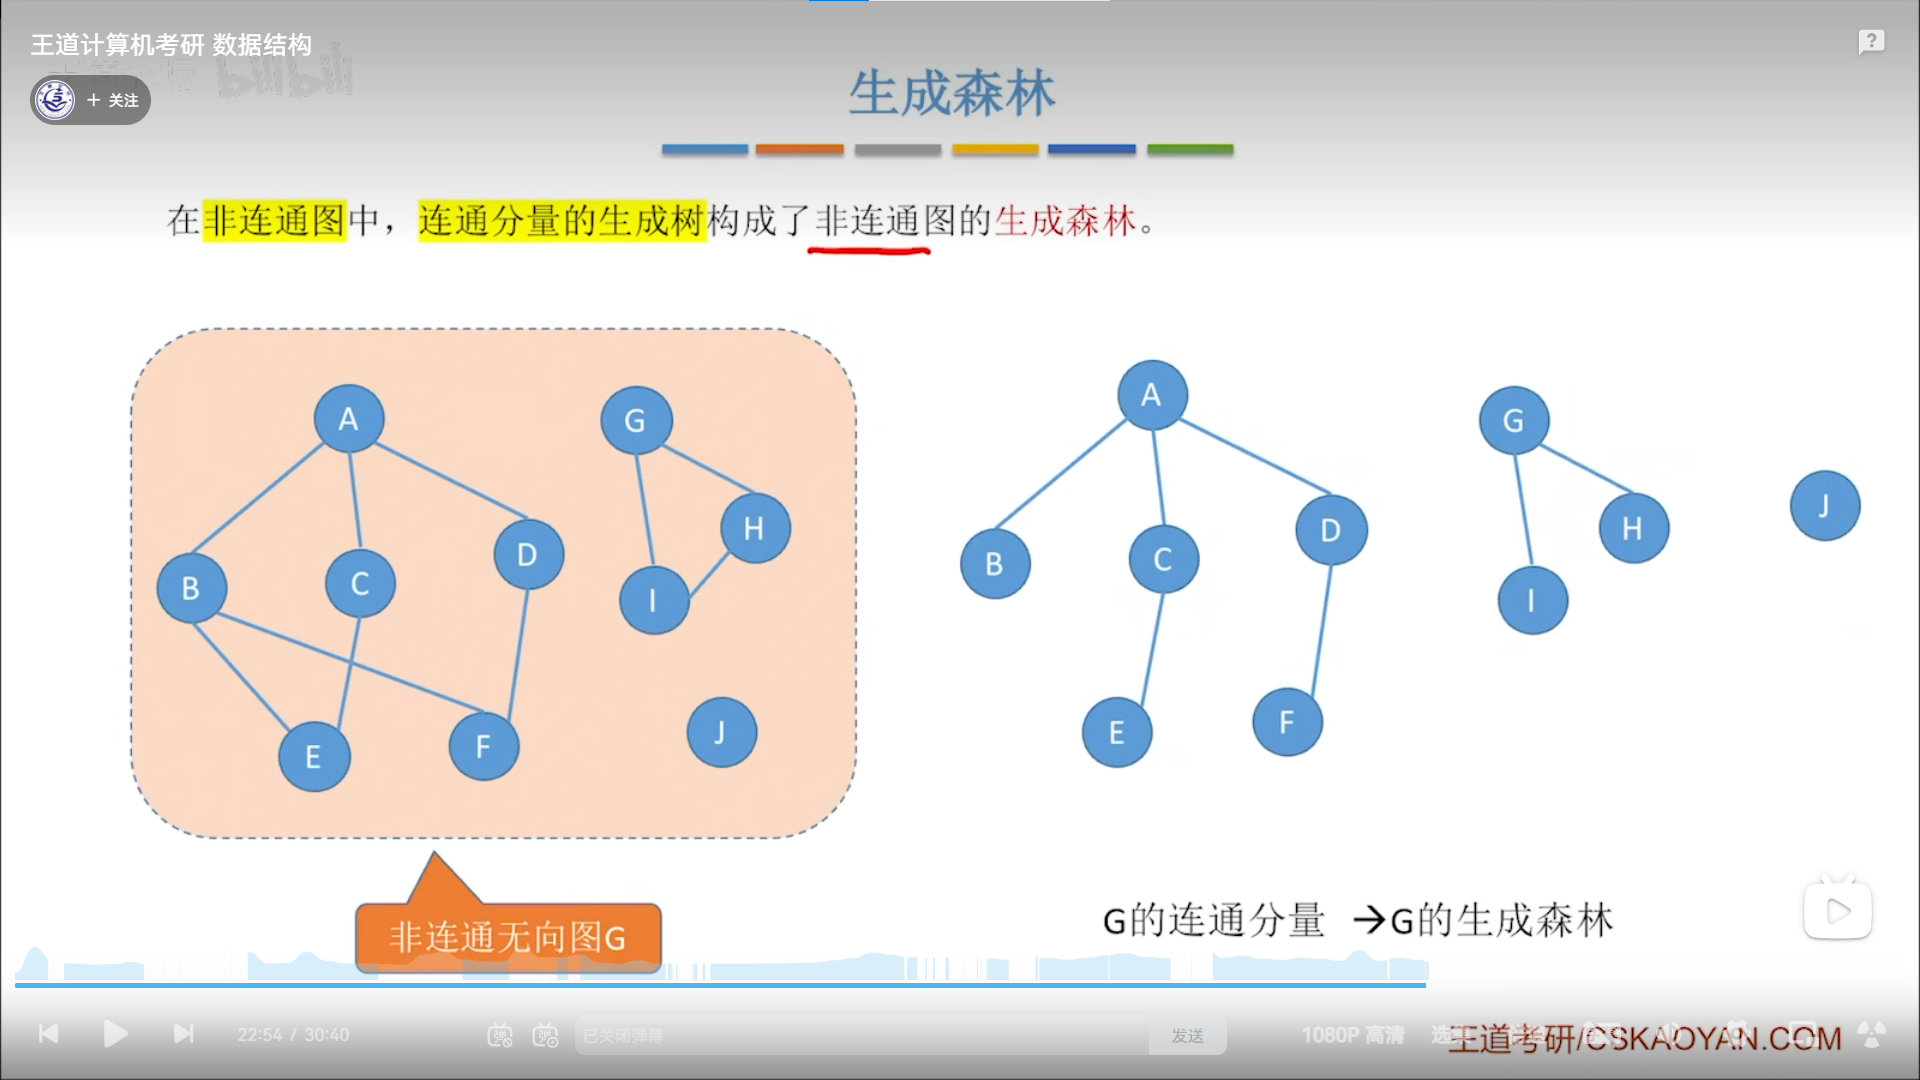 王道计算机考研 数据结构
bilibili
+ 关注
生成森林
在非连通图中，连通分量的生成树构成了非连通图的生成森林。
A
G
A
G
J
H
D
H
B
C
D
I
B
C
I
E
F
J
E
F
非连通无向图G
G的连通分量 →G的生成森林
22:54 / 30:40
已关闭弹幕
发送
1080P 高清
王道考研/CSKAOYAN.COM